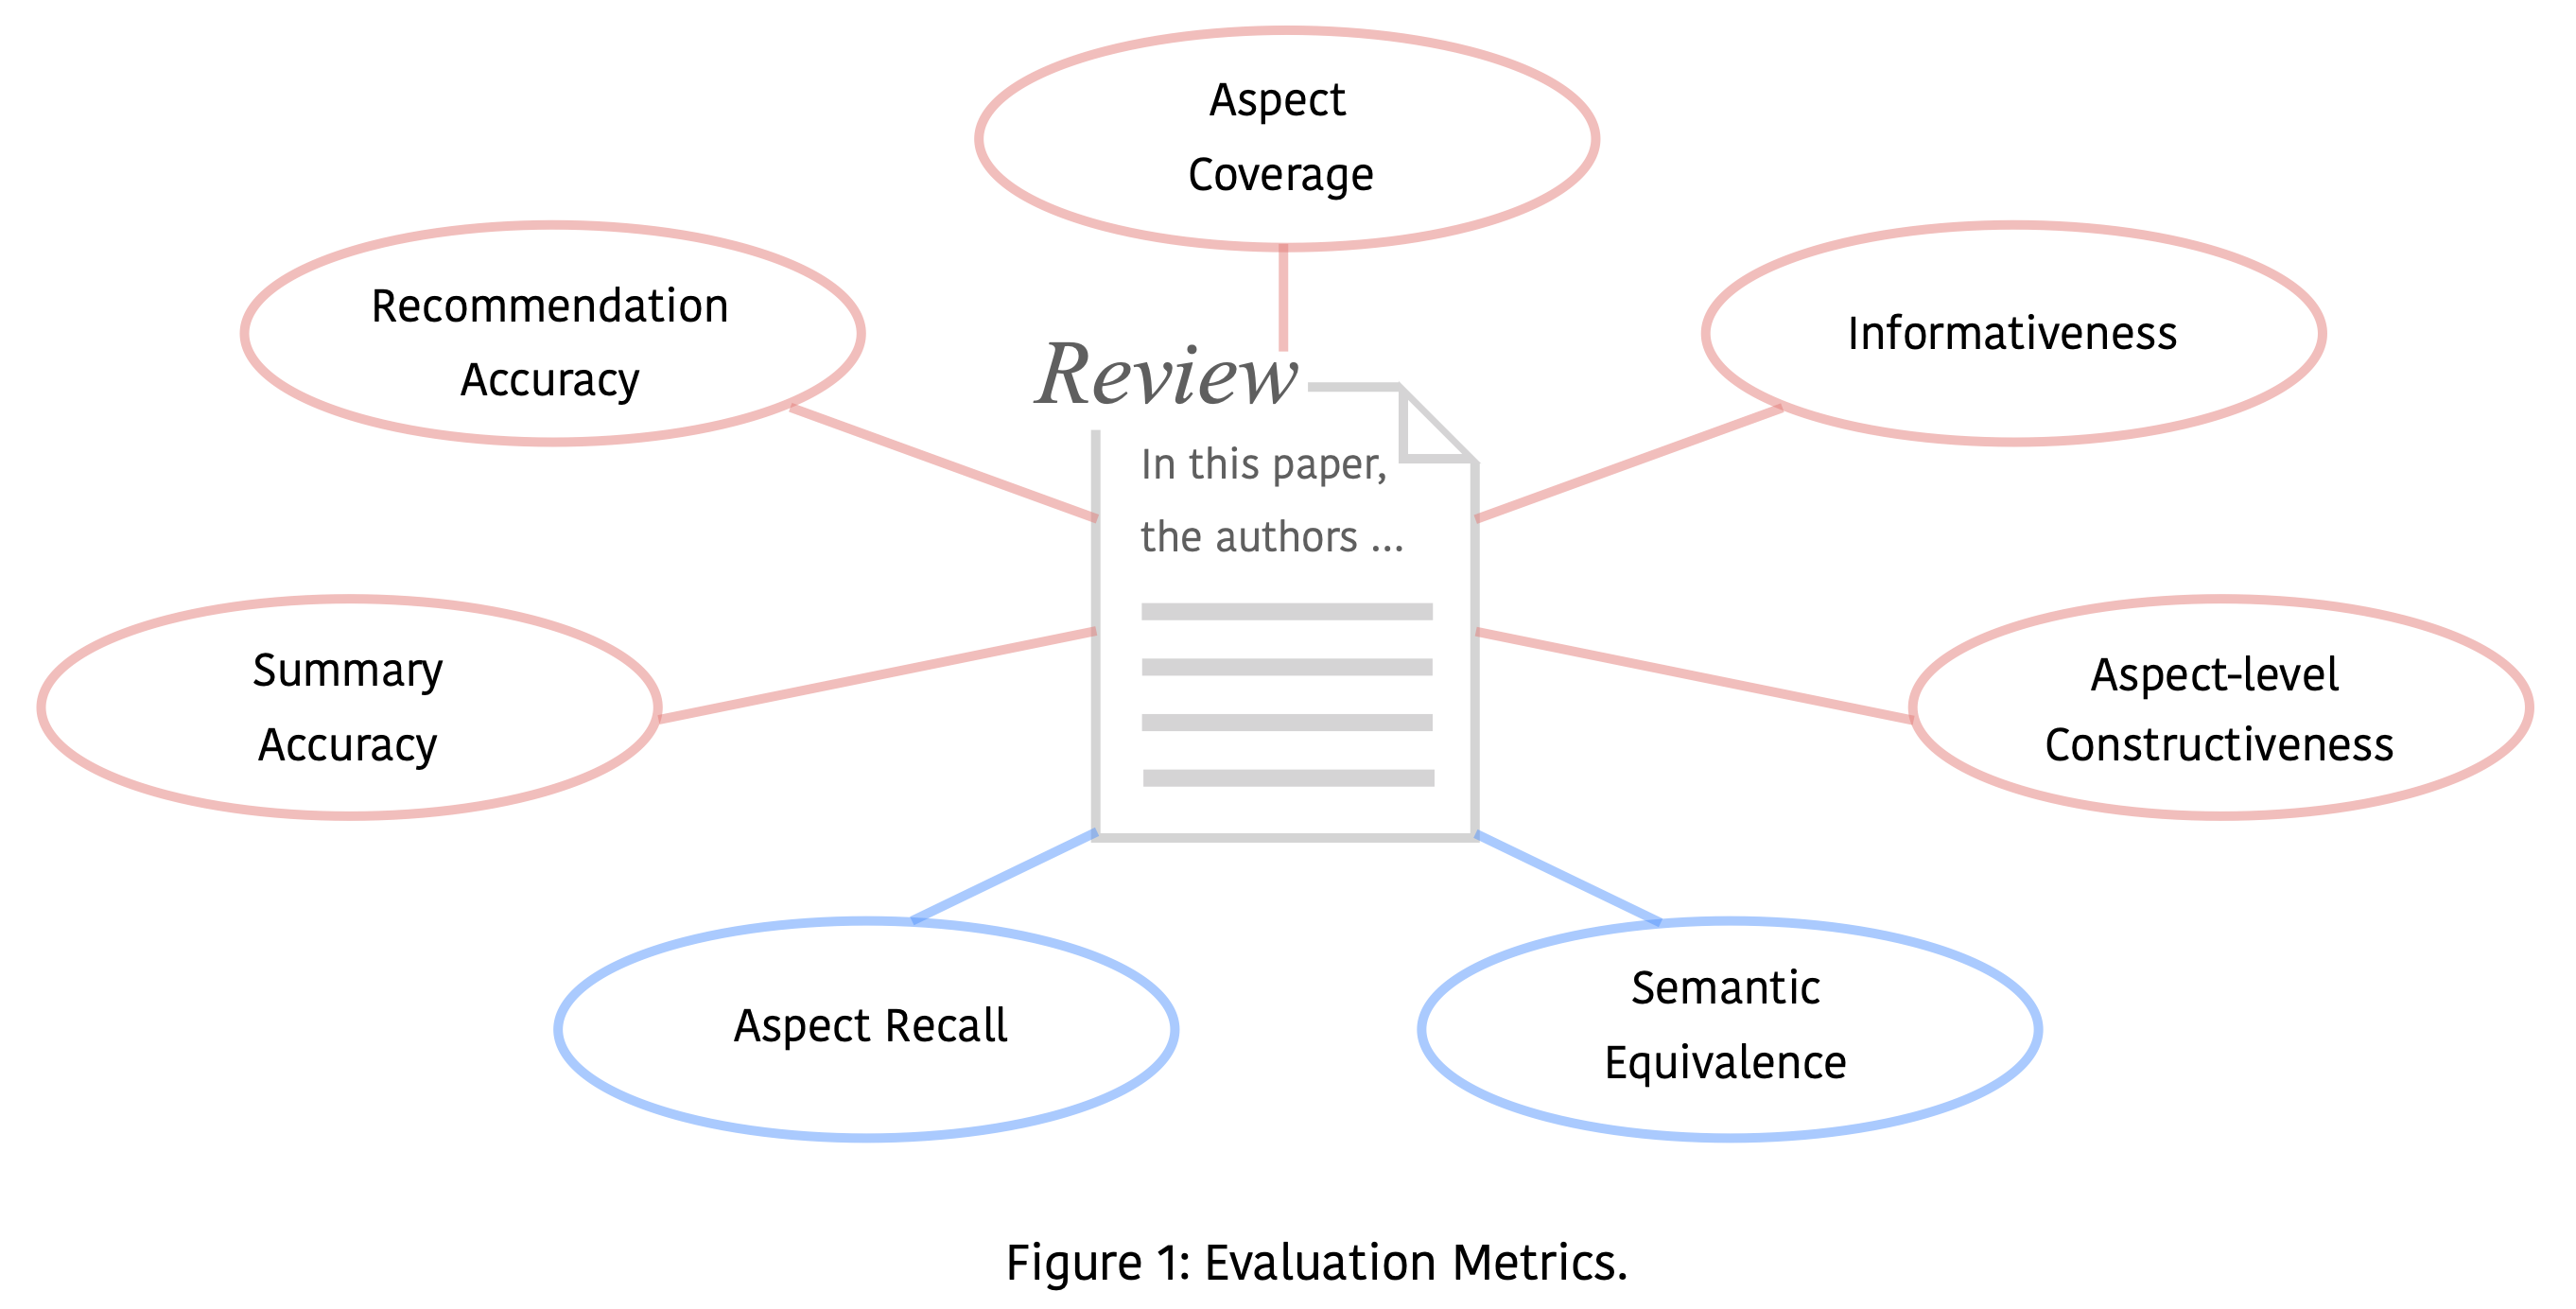 Aspect
Coverage
Recommendation
Accuracy
Informativeness
Review
In this paper,
the authors ...
Summary
Accuracy
Aspect-level
Constructiveness
Aspect Recall
Semantic
Equivalence
Figure 1: Evaluation Metrics.